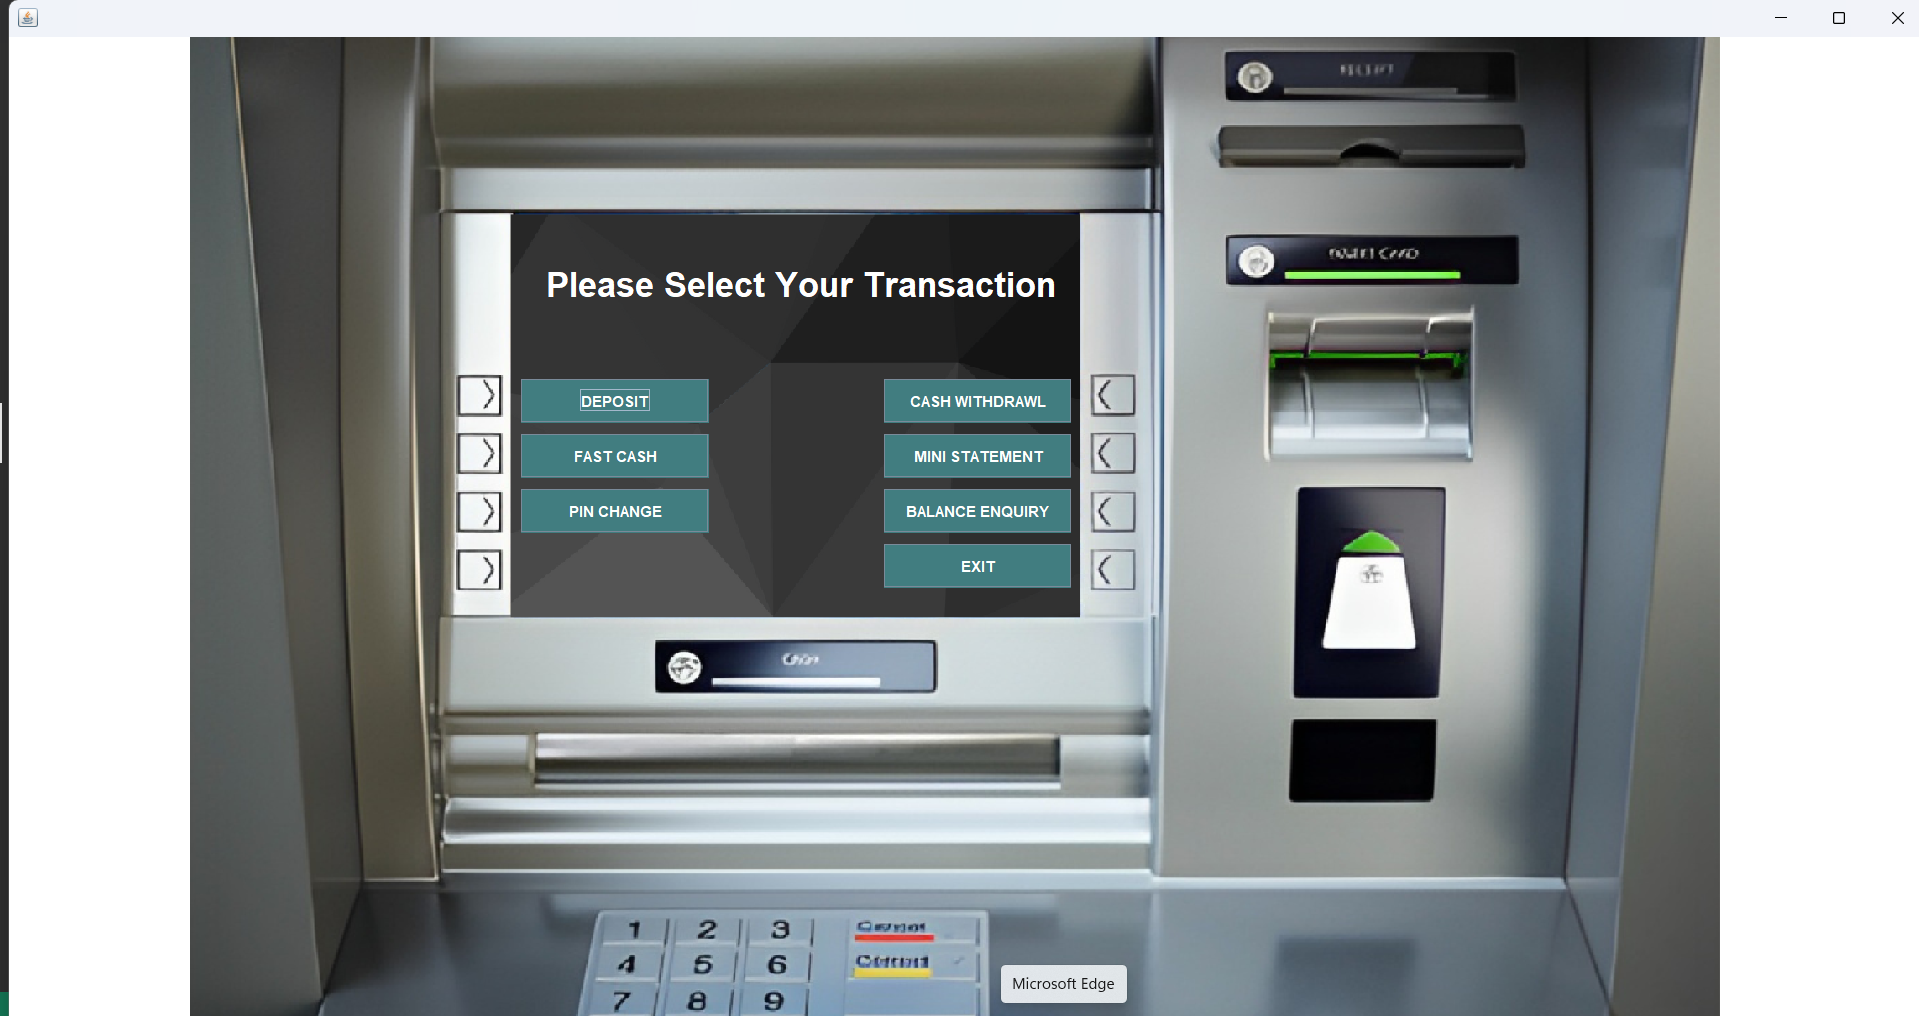 Please Select Your Transaction
DEPOSIT
CASH WITHDRAWL
FAST CASH
MINI STATEMENT
PIN CHANGE
BALANCE ENQUIRY
EXIT
1 2 3
4 5 6
7 8 9
Microsoft Edge